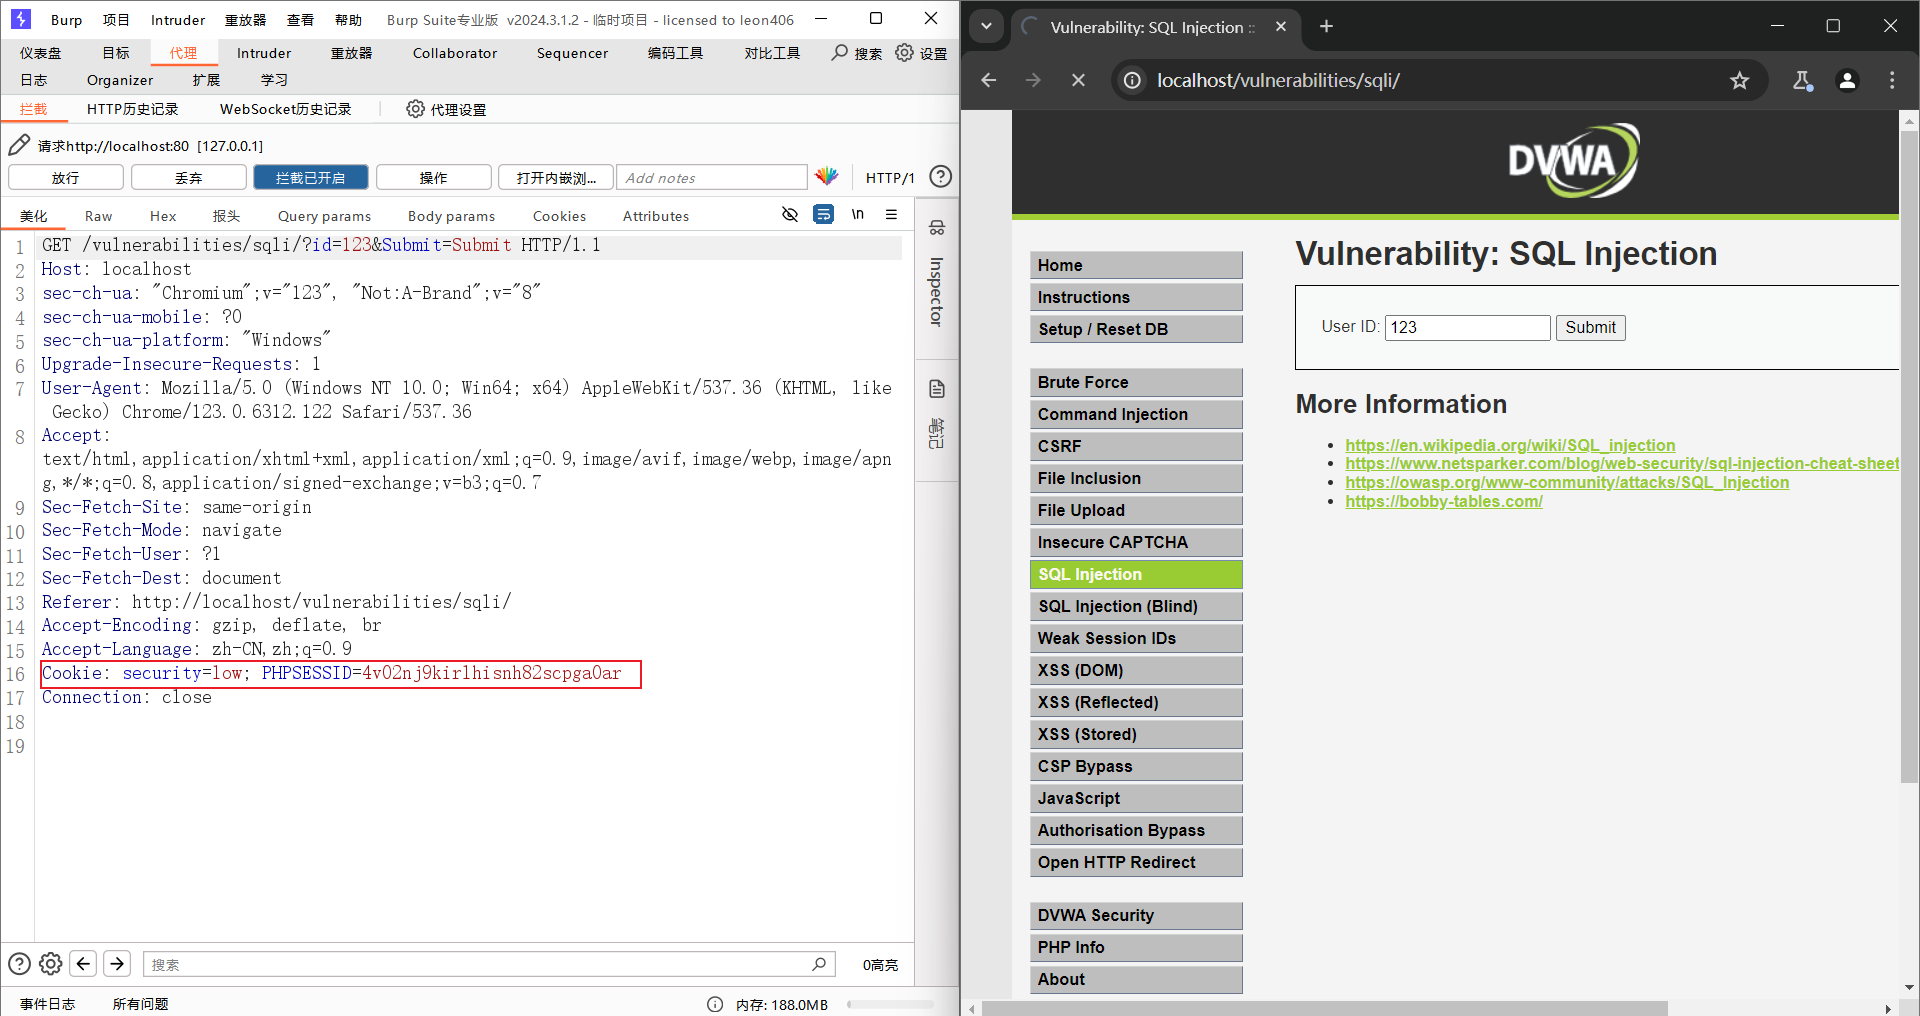 Burp 项目 Intruder 重放器 查看 帮助 Burp Suite专业版 v2024.3.1.2 - 临时项目 - licensed to leon406
仪表盘 目标 代理 Intruder 重放器 Collaborator Sequencer 编码工具 对比工具 搜索 设置
日志 Organizer 扩展 学习
拦截 HTTP历史记录 WebSocket历史记录 代理设置
请求http://localhost:80 [127.0.0.1]
放行 丢弃 拦截已开启 操作 打开内嵌浏... Add notes HTTP/1
美化 Raw Hex 报头 Query params Body params Cookies Attributes \n
1 GET /vulnerabilities/sqli/?id=123&Submit=Submit HTTP/1.1
2 Host: localhost
3 sec-ch-ua: "Chromium";v="123", "Not:A-Brand";v="8"
4 sec-ch-ua-mobile: ?0
5 sec-ch-ua-platform: "Windows"
6 Upgrade-Insecure-Requests: 1
7 User-Agent: Mozilla/5.0 (Windows NT 10.0; Win64; x64) AppleWebKit/537.36 (KHTML, like
Gecko) Chrome/123.0.6312.122 Safari/537.36
8 Accept:
text/html,application/xhtml+xml,application/xml;q=0.9,image/avif,image/webp,image/apn
g,*/*;q=0.8,application/signed-exchange;v=b3;q=0.7
9 Sec-Fetch-Site: same-origin
10 Sec-Fetch-Mode: navigate
11 Sec-Fetch-User: ?1
12 Sec-Fetch-Dest: document
13 Referer: http://localhost/vulnerabilities/sqli/
14 Accept-Encoding: gzip, deflate, br
15 Accept-Language: zh-CN,zh;q=0.9
16 Cookie: security=low; PHPSESSID=4v02nj9kirlhisnh82scpga0ar
17 Connection: close
18
19
Inspector
笔记
搜索 0高亮
事件日志 所有问题 内存: 188.0MB
Vulnerability: SQL Injection ::
localhost/vulnerabilities/sqli/
DVWA
Home
Instructions
Setup / Reset DB
Brute Force
Command Injection
CSRF
File Inclusion
File Upload
Insecure CAPTCHA
SQL Injection
SQL Injection (Blind)
Weak Session IDs
XSS (DOM)
XSS (Reflected)
XSS (Stored)
CSP Bypass
JavaScript
Authorisation Bypass
Open HTTP Redirect
DVWA Security
PHP Info
About
Vulnerability: SQL Injection
User ID: 123 Submit
More Information
https://en.wikipedia.org/wiki/SQL_injection
https://www.netsparker.com/blog/web-security/sql-injection-cheat-sheet
https://owasp.org/www-community/attacks/SQL_Injection
https://bobby-tables.com/